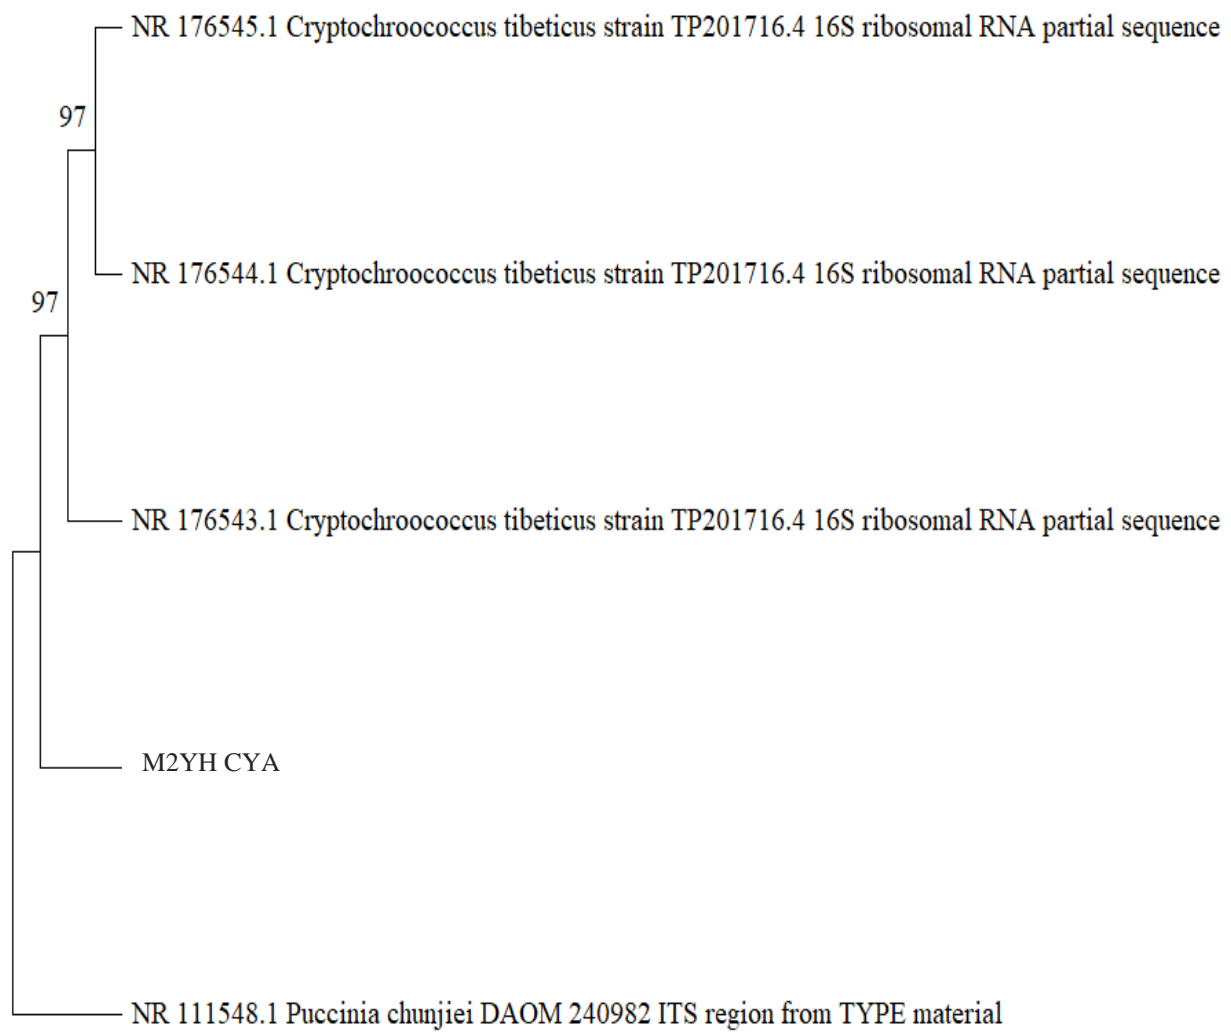 NR 176545.1 Cryptochroococcus tibeticus strain TP201716.4 16S ribosomal RNA partial sequence
97
NR 176544.1 Cryptochroococcus tibeticus strain TP201716.4 16S ribosomal RNA partial sequence
97
NR 176543.1 Cryptochroococcus tibeticus strain TP201716.4 16S ribosomal RNA partial sequence
M2YH CYA
NR 111548.1 Puccinia chunjiei DAOM 240982 ITS region from TYPE material